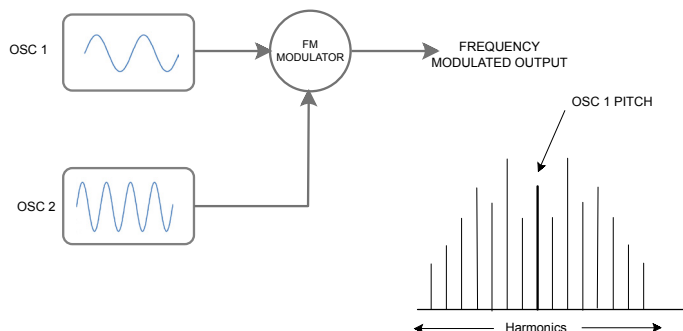 OSC 1
FM
MODULATOR
FREQUENCY
MODULATED OUTPUT
OSC 1 PITCH
OSC 2
Harmonics